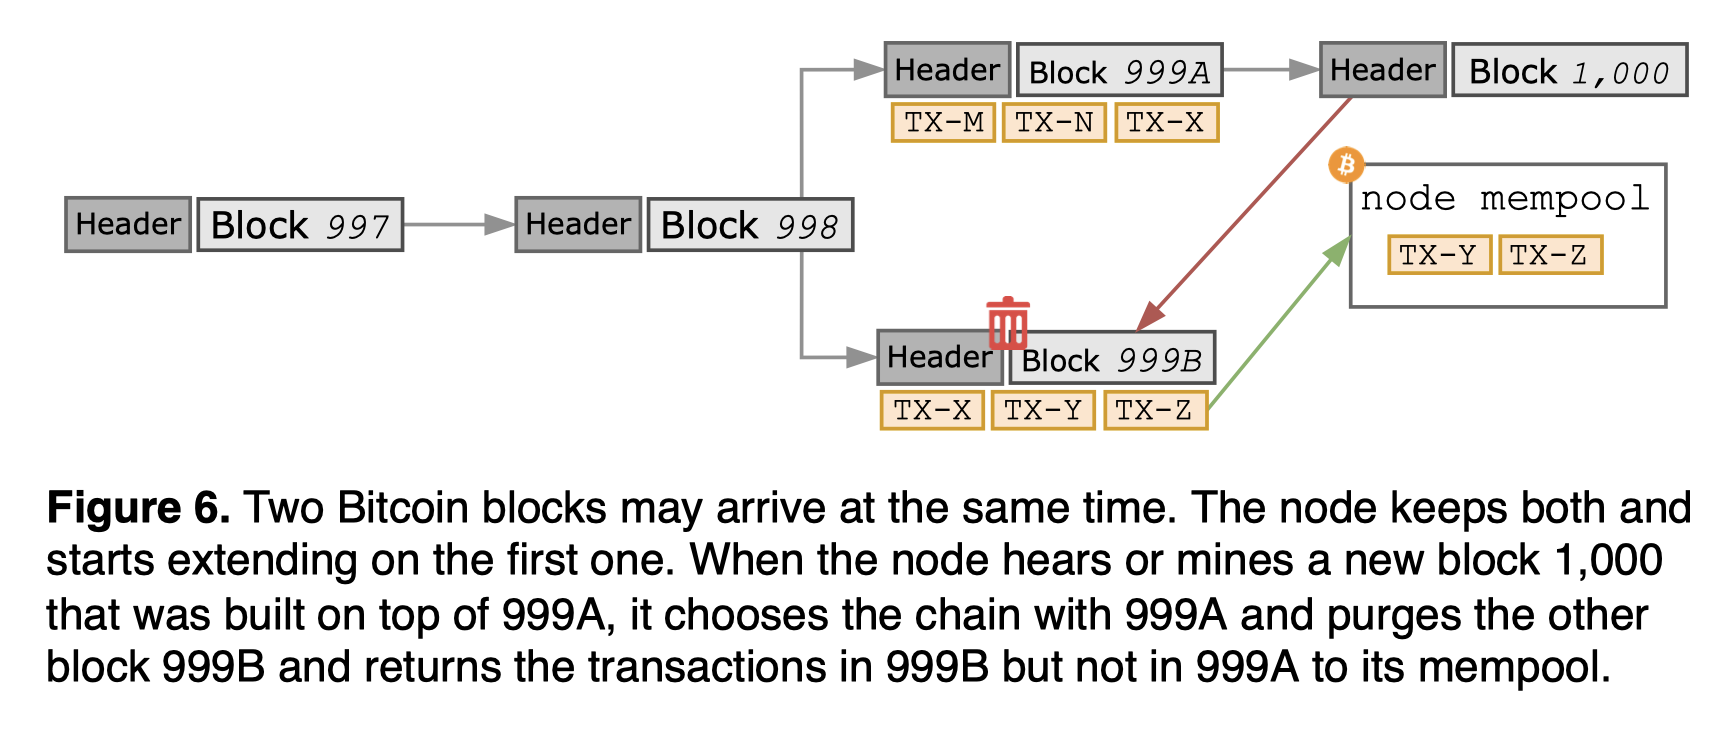 Header Block 999A
Header Block 1,000
TX-M TX-N TX-X
node mempool
TX-Y TX-Z
Header Block 997
Header Block 998
Header Block 999B
TX-X TX-Y TX-Z
Figure 6. Two Bitcoin blocks may arrive at the same time. The node keeps both and
starts extending on the first one. When the node hears or mines a new block 1,000
that was built on top of 999A, it chooses the chain with 999A and purges the other
block 999B and returns the transactions in 999B but not in 999A to its mempool.